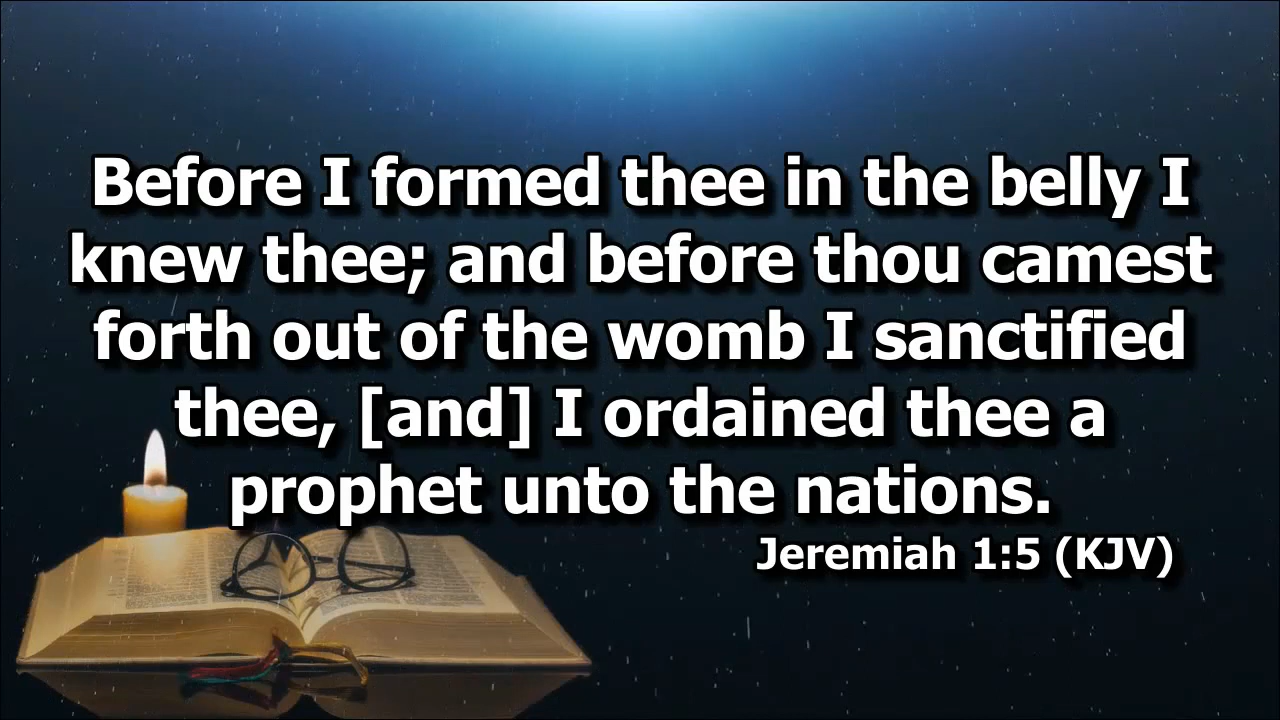 Before I formed thee in the belly I
knew thee; and before thou camest
forth out of the womb I sanctified
thee, [and] I ordained thee a
prophet unto the nations.
Jeremiah 1:5 (KJV)